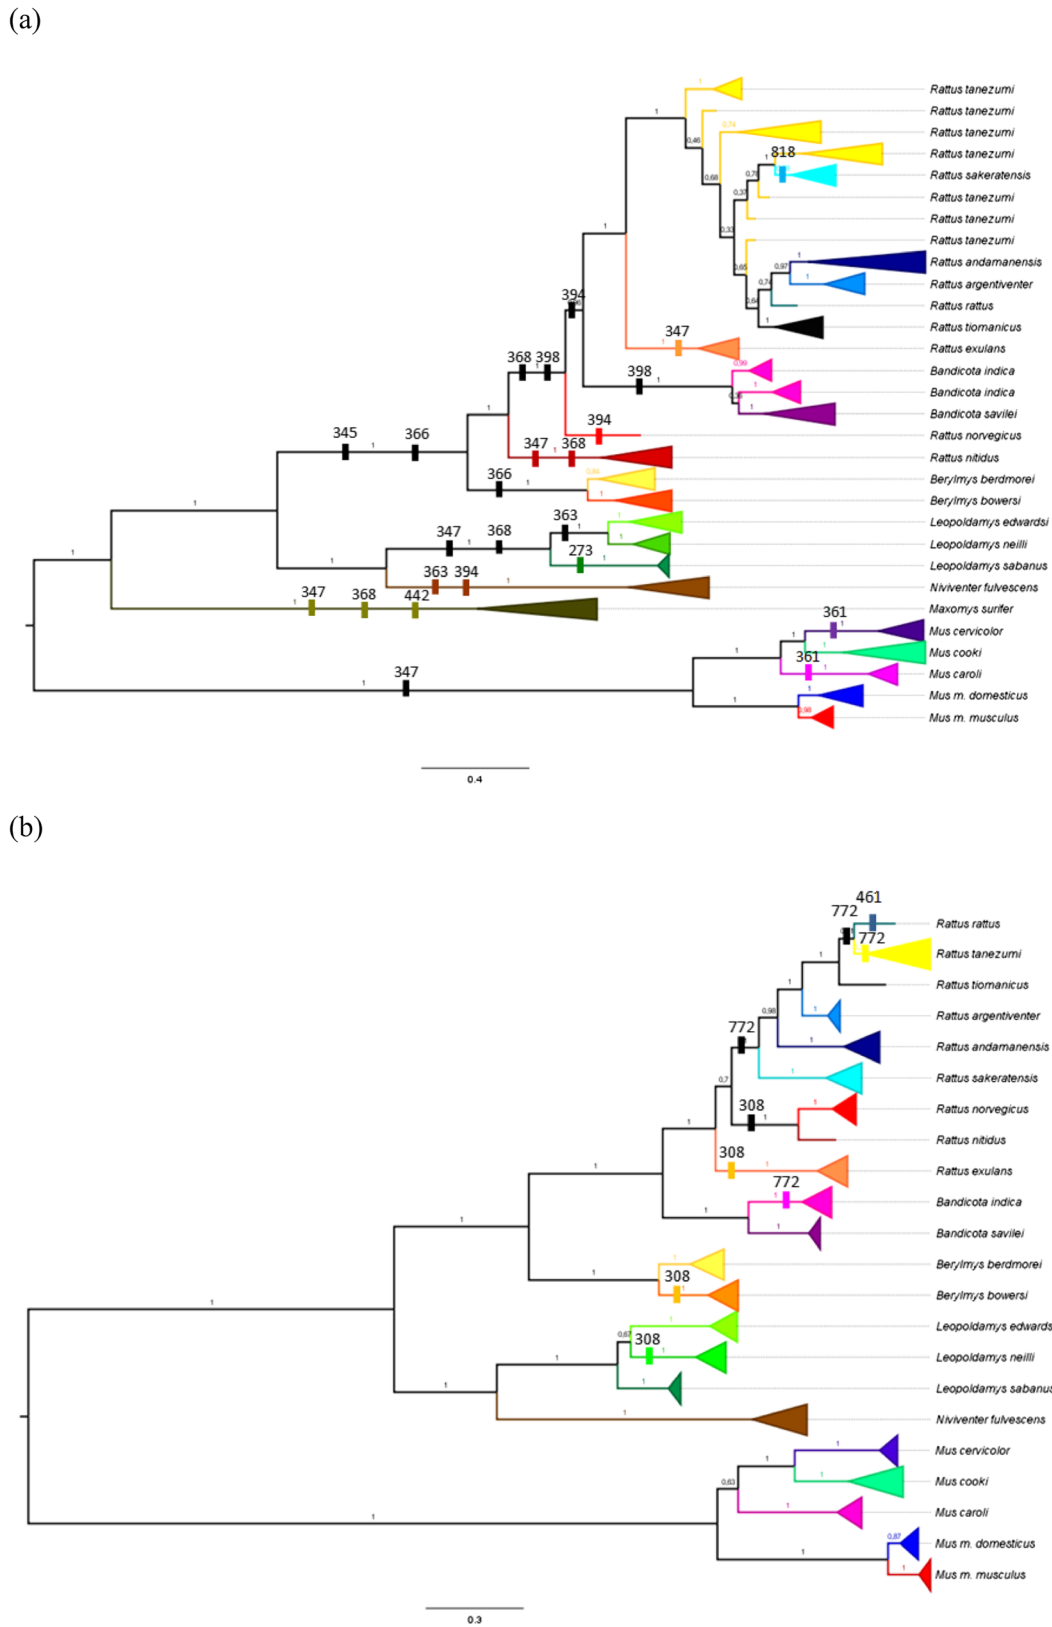 (a)
Rattus tanezumi
Rattus tanezumi
Rattus tanezumi
818 Rattus tanezumi
Rattus sakeratensis
Rattus tanezumi
Rattus tanezumi
Rattus tanezumi
Rattus andamanensis
Rattus argentiventer
Rattus rattus
394
Rattus tiomanicus
347 Rattus exulans
368 398
Bandicota indica
398
Bandicota indica
Bandicota savilei
394
345 366 Rattus norvegicus
347 368 Rattus nitidus
366 Berylmys berdmorei
Berylmys bowersi
363 Leopoldamys edwardsi
347 368 Leopoldamys neilli
273 Leopoldamys sabanus
363 394 Niviventer fulvescens
347 368 442 Maxomys surifer
361 Mus cervicolor
Mus cooki
361
347 Mus caroli
Mus m. domesticus
Mus m. musculus
0.4
(b)
461
772 Rattus rattus
772
Rattus tanezumi
Rattus tiomanicus
Rattus argentiventer
772
Rattus andamanensis
Rattus sakeratensis
308 Rattus norvegicus
Rattus nitidus
308
Rattus exulans
772
Bandicota indica
Bandicota savilei
Berylmys berdmorei
308
Berylmys bowersi
Leopoldamys edwards
308
Leopoldamys neilli
Leopoldamys sabanus
Niviventer fulvescens
Mus cervicolor
Mus cooki
Mus caroli
Mus m. domesticus
Mus m. musculus
0.3